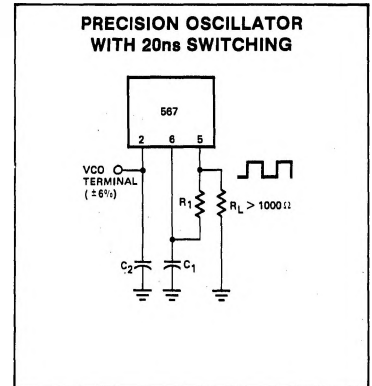 PRECISION OSCILLATOR
WITH 20ns SWITCHING
567
2 6 5
VCO
TERMINAL
(±6%)
R1
RL > 1000Ω
C2
C1